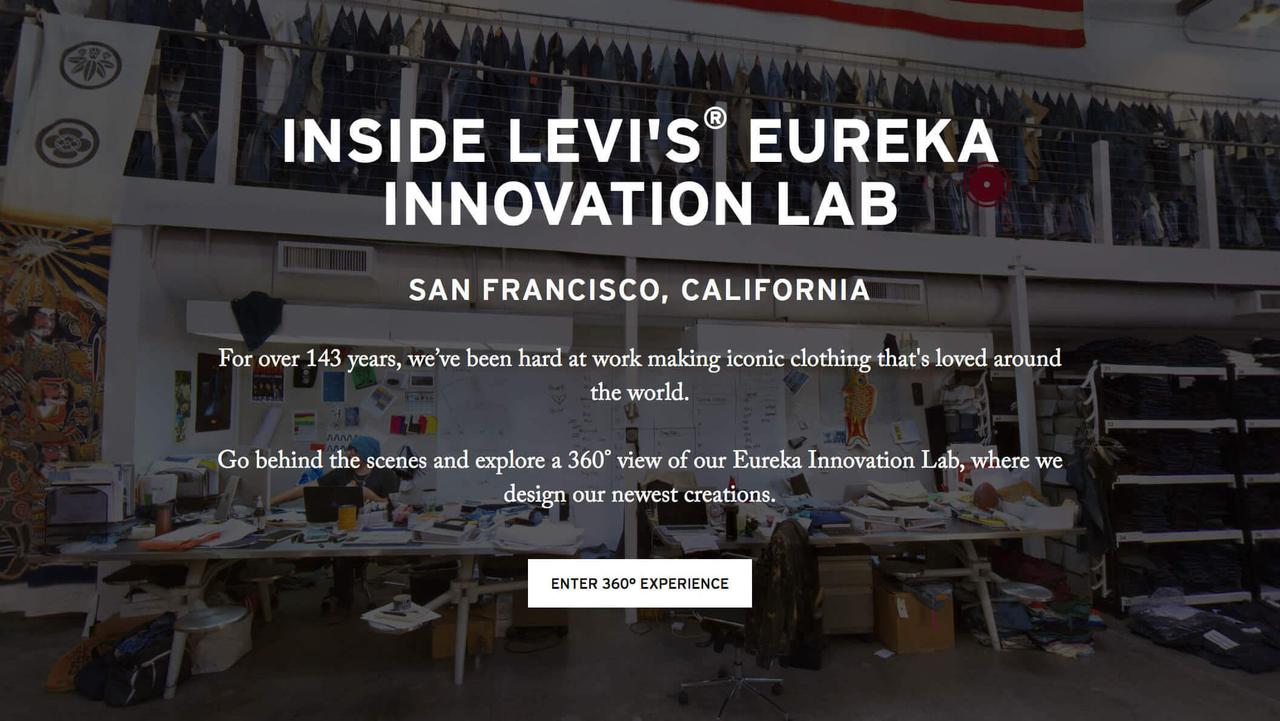 INSIDE LEVI'S® EUREKA
INNOVATION LAB
SAN FRANCISCO, CALIFORNIA
For over 143 years, we’ve been hard at work making iconic clothing that's loved around
the world.
Go behind the scenes and explore a 360° view of our Eureka Innovation Lab, where we
design our newest creations.
ENTER 360º EXPERIENCE